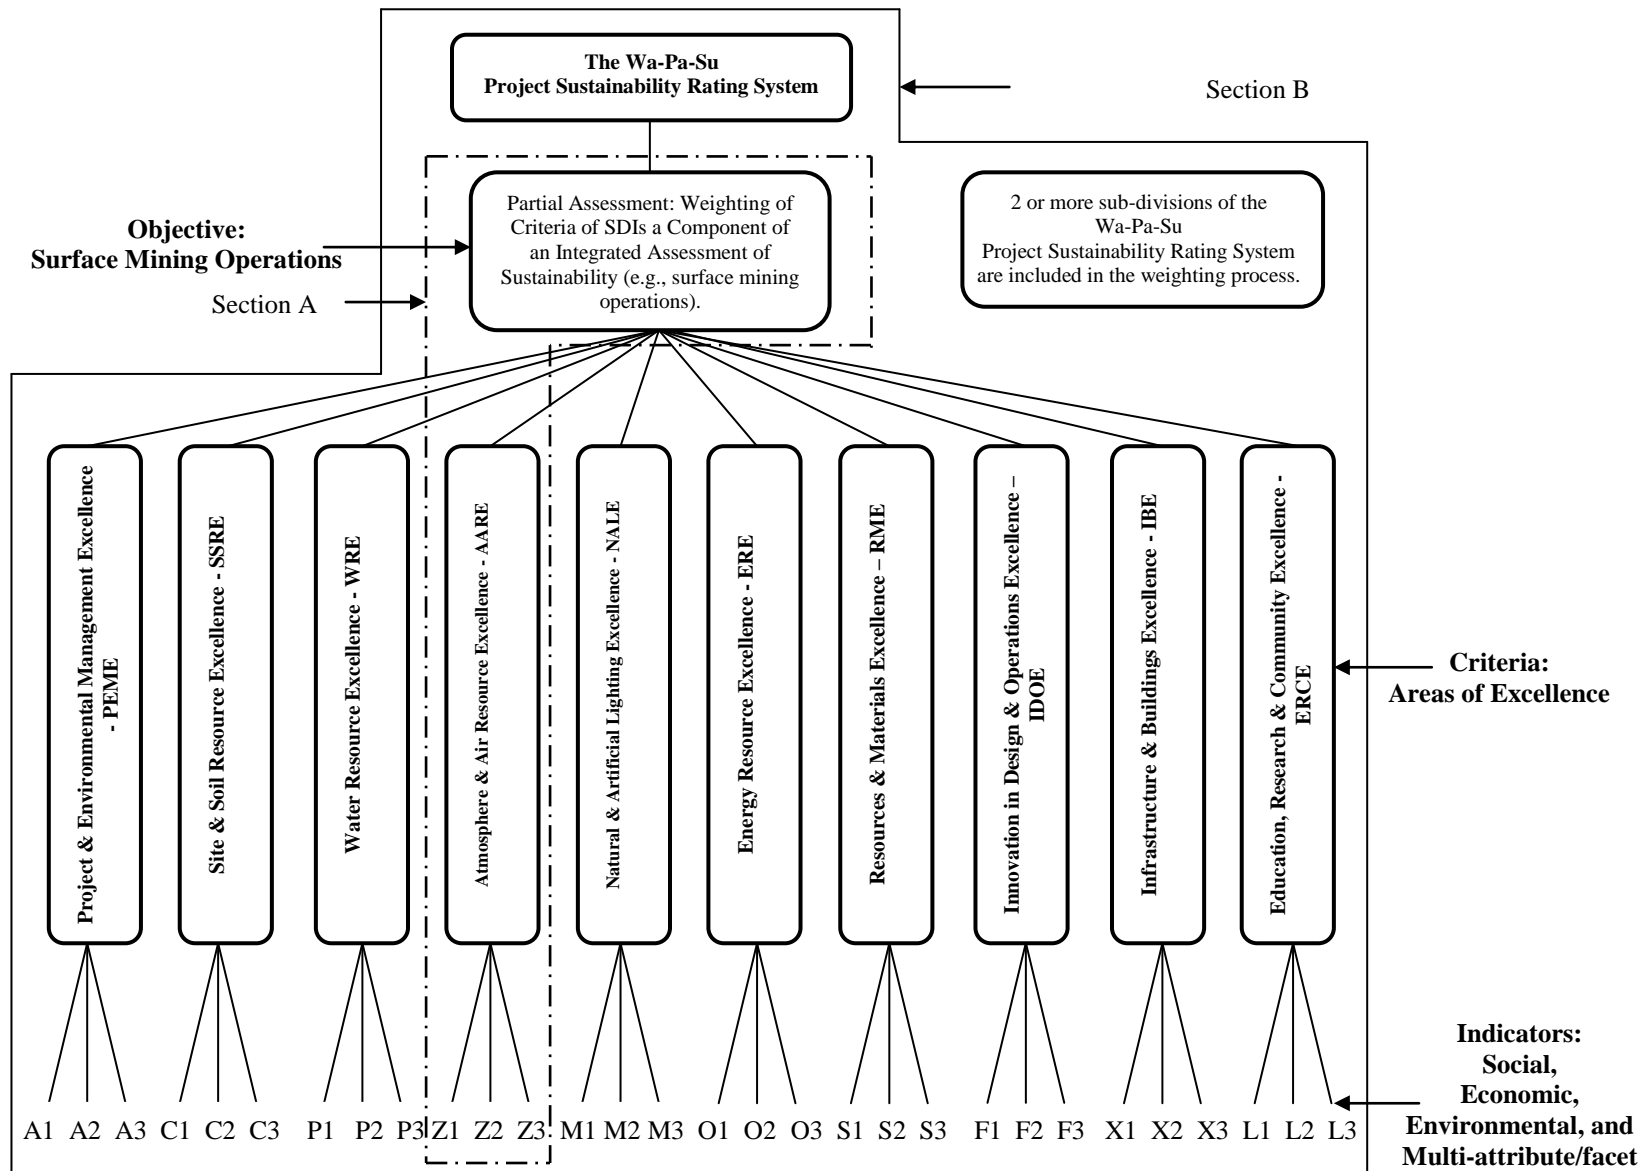 The Wa-Pa-Su
Project Sustainability Rating System
Section B
Partial Assessment: Weighting of
Criteria of SDIs a Component of
an Integrated Assessment of
Sustainability (e.g., surface mining
operations).
2 or more sub-divisions of the
Wa-Pa-Su
Project Sustainability Rating System
are included in the weighting process.
Objective:
Surface Mining Operations
Section A
Project & Environmental Management Excellence
- PEME
Site & Soil Resource Excellence - SSRE
Water Resource Excellence - WRE
Atmosphere & Air Resource Excellence - AARE
Natural & Artificial Lighting Excellence - NALE
Energy Resource Excellence - ERE
Resources & Materials Excellence – RME
Innovation in Design & Operations Excellence –
IDOE
Infrastructure & Buildings Excellence - IBE
Education, Research & Community Excellence -
ERCE
Criteria:
Areas of Excellence
Indicators:
Social,
Economic,
Environmental, and
Multi-attribute/facet
A1 A2 A3 C1 C2 C3 P1 P2 P3 Z1 Z2 Z3 M1 M2 M3 O1 O2 O3 S1 S2 S3 F1 F2 F3 X1 X2 X3 L1 L2 L3